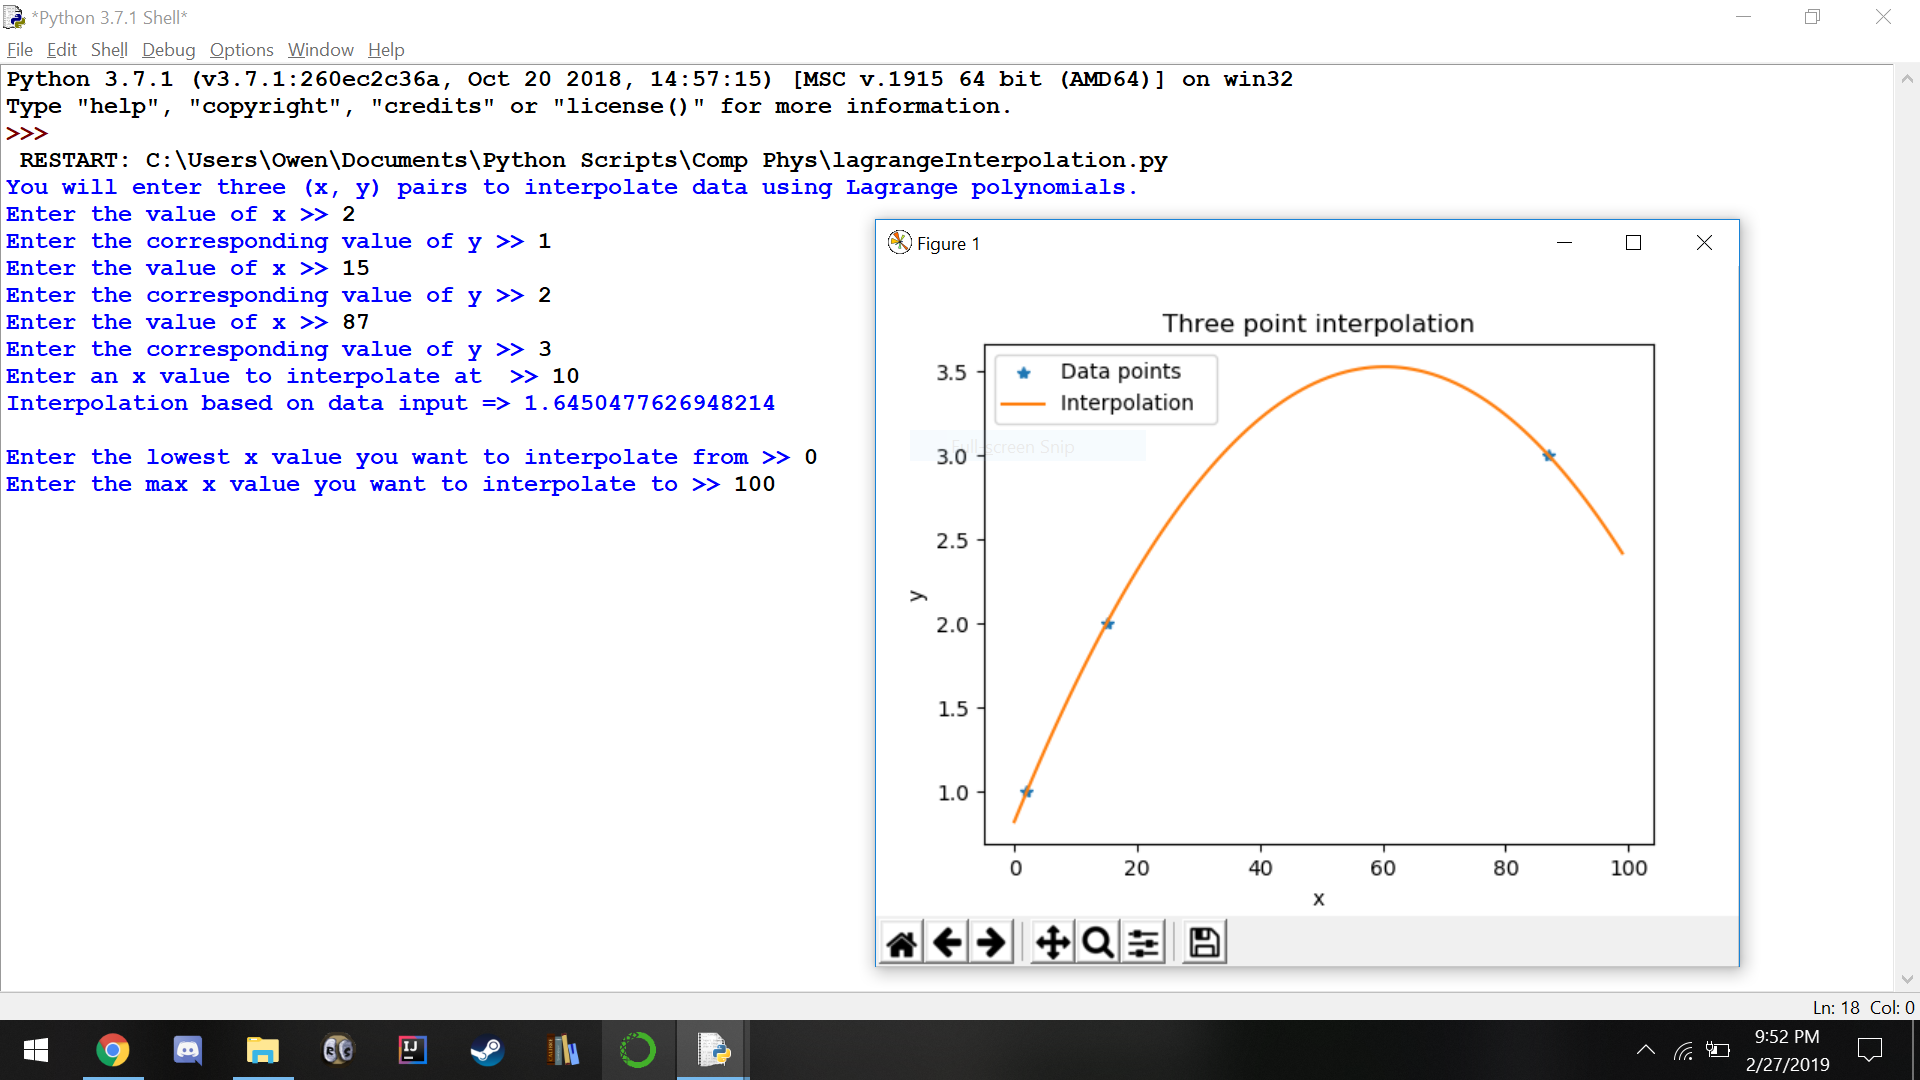 *Python 3.7.1 Shell*
File Edit Shell Debug Options Window Help
Python 3.7.1 (v3.7.1:260ec2c36a, Oct 20 2018, 14:57:15) [MSC v.1915 64 bit (AMD64)] on win32
Type "help", "copyright", "credits" or "license()" for more information.
>>>
RESTART: C:\Users\Owen\Documents\Python Scripts\Comp Phys\lagrangeInterpolation.py
You will enter three (x, y) pairs to interpolate data using Lagrange polynomials.
Enter the value of x >> 2
Enter the corresponding value of y >> 1
Enter the value of x >> 15
Enter the corresponding value of y >> 2
Enter the value of x >> 87
Enter the corresponding value of y >> 3
Enter an x value to interpolate at  >> 10
Interpolation based on data input => 1.6450477626948214
Enter the lowest x value you want to interpolate from >> 0
Enter the max x value you want to interpolate to >> 100
Figure 1
Three point interpolation
Data points
Interpolation
Full-screen Snip
3.5
3.0
2.5
2.0
1.5
1.0
y
0 20 40 60 80 100
x
Ln: 18 Col: 0
IJ
CALIBRE
9:52 PM
2/27/2019